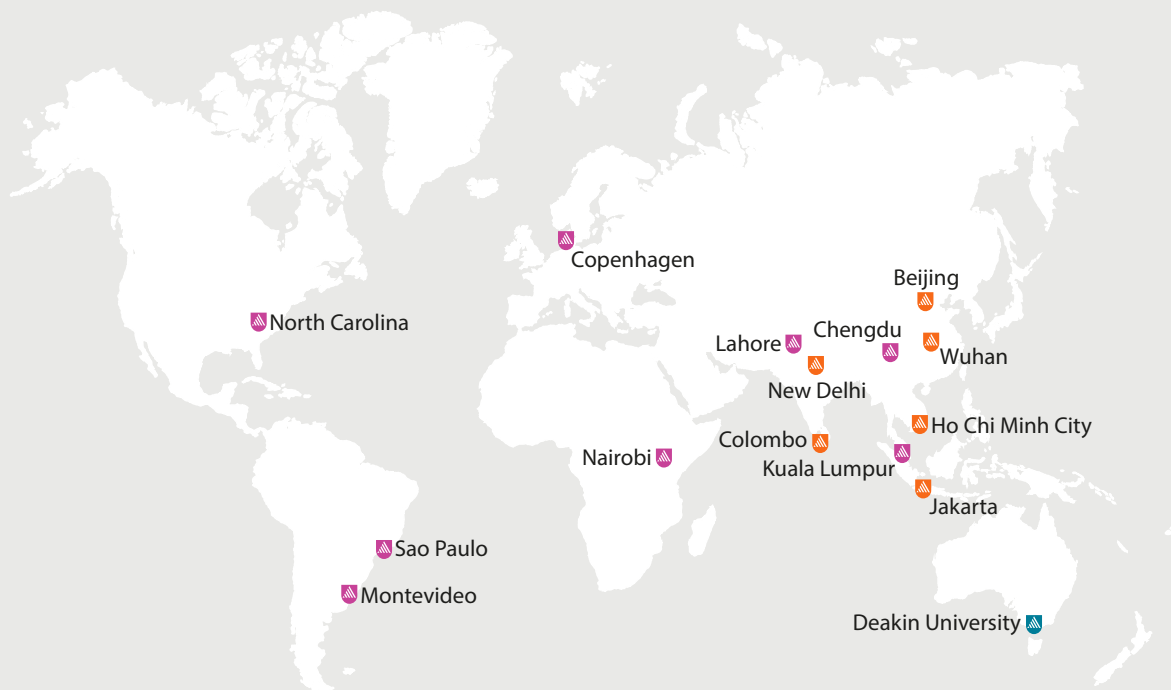 Copenhagen
Beijing
North Carolina
Chengdu
Lahore
Wuhan
New Delhi
Ho Chi Minh City
Colombo
Nairobi
Kuala Lumpur
Jakarta
Sao Paulo
Montevideo
Deakin University